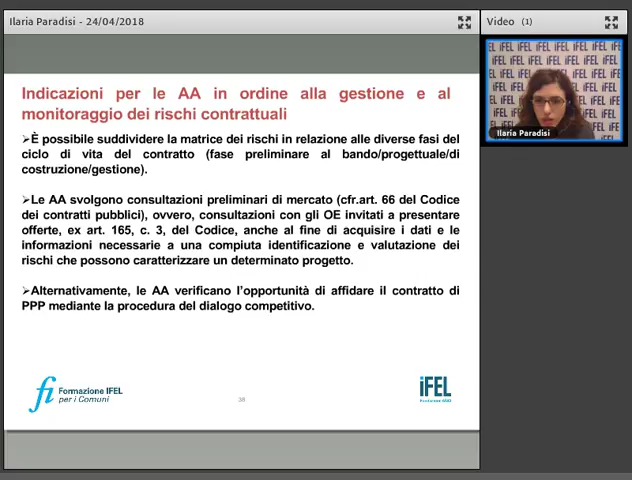 Ilaria Paradisi - 24/04/2018
Video (1)
Indicazioni per le AA in ordine alla gestione e al
monitoraggio dei rischi contrattuali
➢È possibile suddividere la matrice dei rischi in relazione alle diverse fasi del
ciclo di vita del contratto (fase preliminare al bando/progettuale/di
costruzione/gestione).
➢Le AA svolgono consultazioni preliminari di mercato (cfr.art. 66 del Codice
dei contratti pubblici), ovvero, consultazioni con gli OE invitati a presentare
offerte, ex art. 165, c. 3, del Codice, anche al fine di acquisire i dati e le
informazioni necessarie a una compiuta identificazione e valutazione dei
rischi che possono caratterizzare un determinato progetto.
➢Alternativamente, le AA verificano l’opportunità di affidare il contratto di
PPP mediante la procedura del dialogo competitivo.
fi Formazione IFEL
per i Comuni
38
iFEL
Fondazione ANCI
Ilaria Paradisi